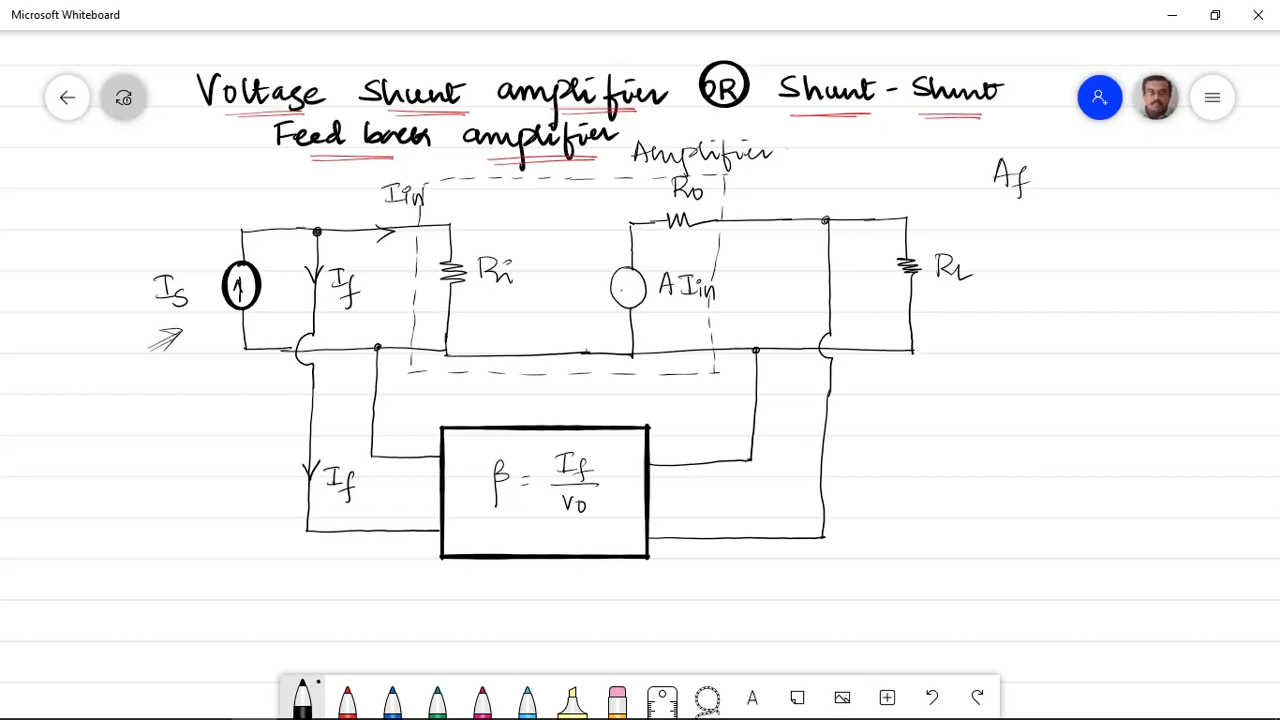 Microsoft Whiteboard
Voltage Shunt amplifier OR Shunt - Shunt
Feed back amplifier
Amplifier
Af
Iin
Ro
Is
If
Ri
A Iin
RL
If
β = If / Vo
A